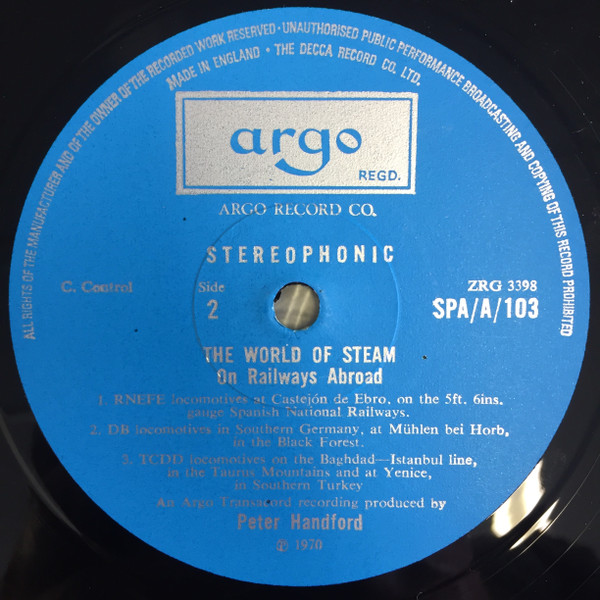 ALL RIGHTS OF THE MANUFACTURER AND OF THE OWNER OF THE RECORDED WORK RESERVED · UNAUTHORISED PUBLIC PERFORMANCE BROADCASTING AND COPYING OF THIS RECORD PROHIBITED
MADE IN ENGLAND • THE DECCA RECORD CO. LTD.
argo
REGD.
ARGO RECORD CO.
STEREOPHONIC
C. Control Side ZRG 3398
2 SPA/A/103
THE WORLD OF STEAM
On Railways Abroad
1. RNEFE locomotives at Castejón de Ebro, on the 5ft. 6ins.
gauge Spanish National Railways.
2. DB locomotives in Southern Germany, at Mühlen bei Horb,
in the Black Forest.
3. TCDD locomotives on the Baghdad—Istanbul line,
in the Taurus Mountains and at Yenice,
in Southern Turkey
An Argo Transacord recording produced by
Peter Handford
℗ 1970